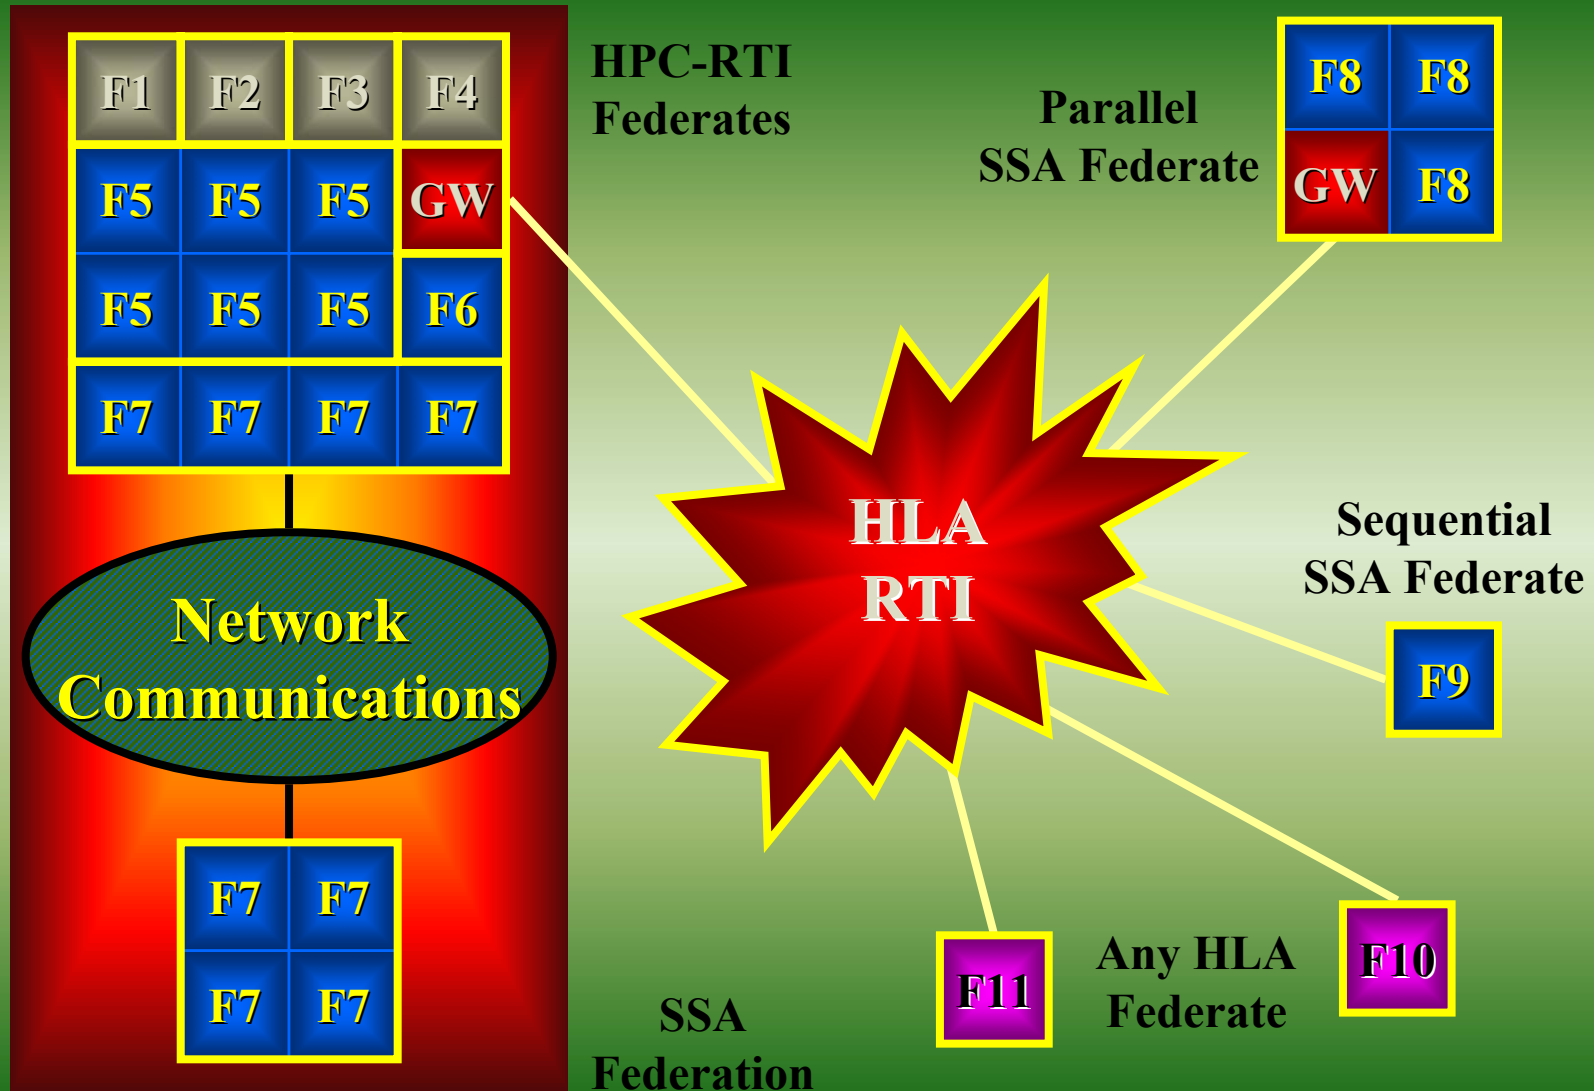 F1 F2 F3 F4
F5 F5 F5 GW
F5 F5 F5 F6
F7 F7 F7 F7
Network
Communications
F7 F7
F7 F7
HPC-RTI
Federates
Parallel
SSA Federate
F8 F8
GW F8
HLA
RTI
Sequential
SSA Federate
F9
Any HLA
Federate
F10
F11
SSA
Federation